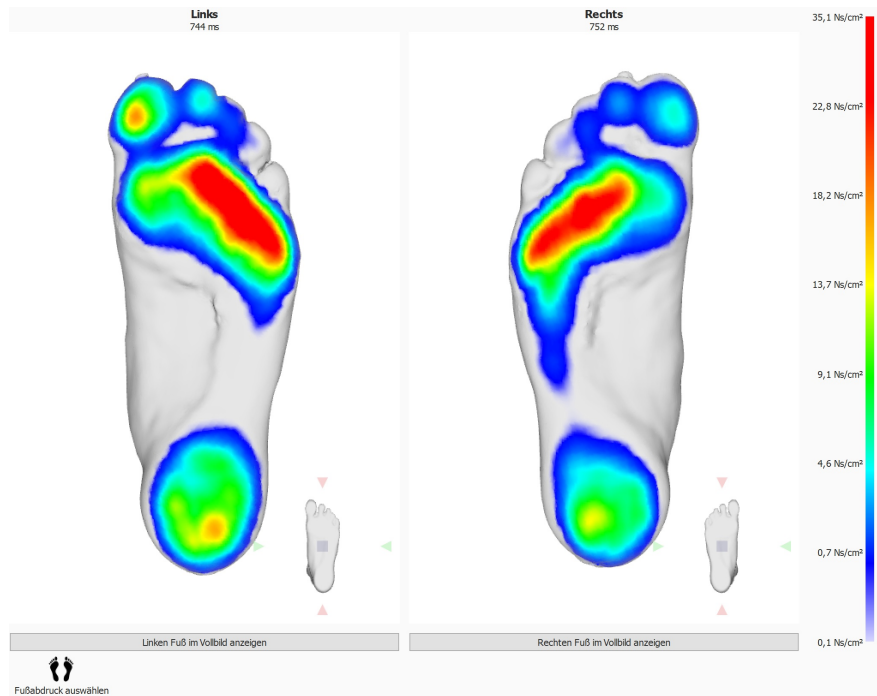 Links
744 ms
Rechts
752 ms
35,1 Ns/cm²
22,8 Ns/cm²
18,2 Ns/cm²
13,7 Ns/cm²
9,1 Ns/cm²
4,6 Ns/cm²
0,7 Ns/cm²
0,1 Ns/cm²
Linken Fuß im Vollbild anzeigen
Rechten Fuß im Vollbild anzeigen
Fußabdruck auswählen